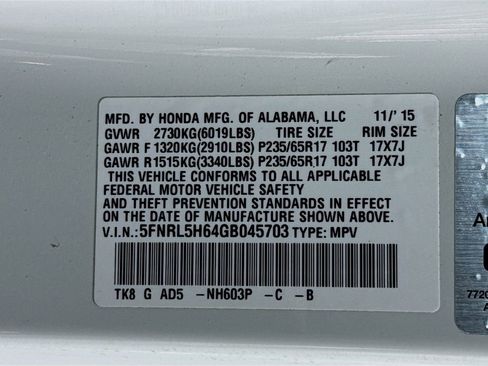 MFD. BY HONDA MFG. OF ALABAMA, LLC 11/'15
GVWR 2730KG(6019LBS) TIRE SIZE RIM SIZE
GAWR F 1320KG(2910LBS) P235/65R17 103T 17X7J
GAWR R1515KG(3340LBS) P235/65R17 103T 17X7J
THIS VEHICLE CONFORMS TO ALL APPLICABLE
FEDERAL MOTOR VEHICLE SAFETY
AND THEFT PREVENTION STANDARDS IN EFFECT
ON THE DATE OF MANUFACTURE SHOWN ABOVE.
V.I.N.: 5FNRL5H64GB045703 TYPE: MPV
TK8 G AD5 -NH603P -C -B